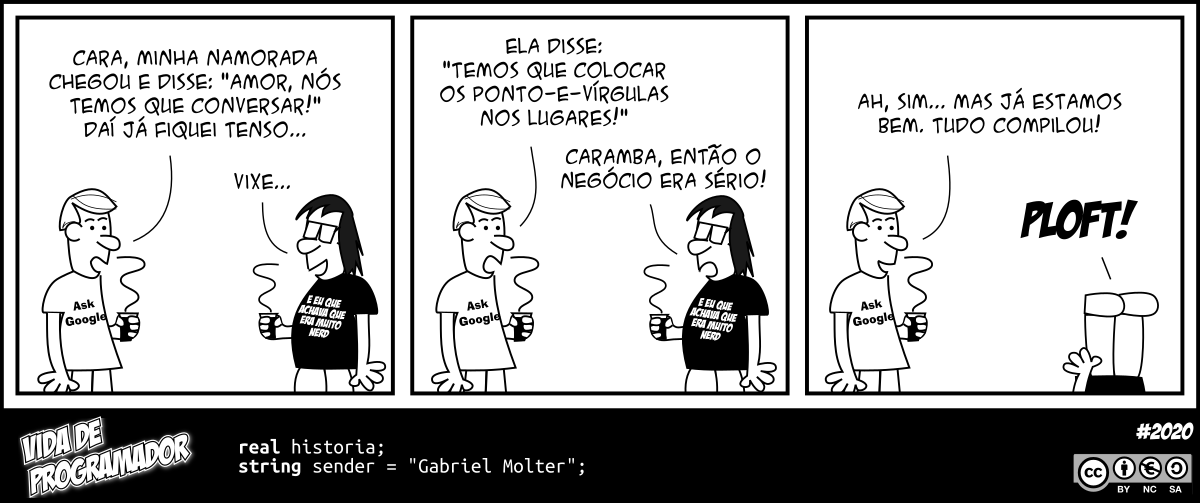 CARA, MINHA NAMORADA
CHEGOU E DISSE: "AMOR, NÓS
TEMOS QUE CONVERSAR!"
DAÍ JÁ FIQUEI TENSO...
VIXE...
Ask
Google
E EU QUE
ACHAVA QUE
ERA MUITO
NERD
ELA DISSE:
"TEMOS QUE COLOCAR
OS PONTO-E-VÍRGULAS
NOS LUGARES!"
CARAMBA, ENTÃO O
NEGÓCIO ERA SÉRIO!
Ask
Google
E EU QUE
ACHAVA QUE
ERA MUITO
NERD
AH, SIM... MAS JÁ ESTAMOS
BEM. TUDO COMPILOU!
PLOFT!
Ask
Google
VIDA DE
PROGRAMADOR
real historia;
string sender = "Gabriel Molter";
#2020
cc
BY NC SA